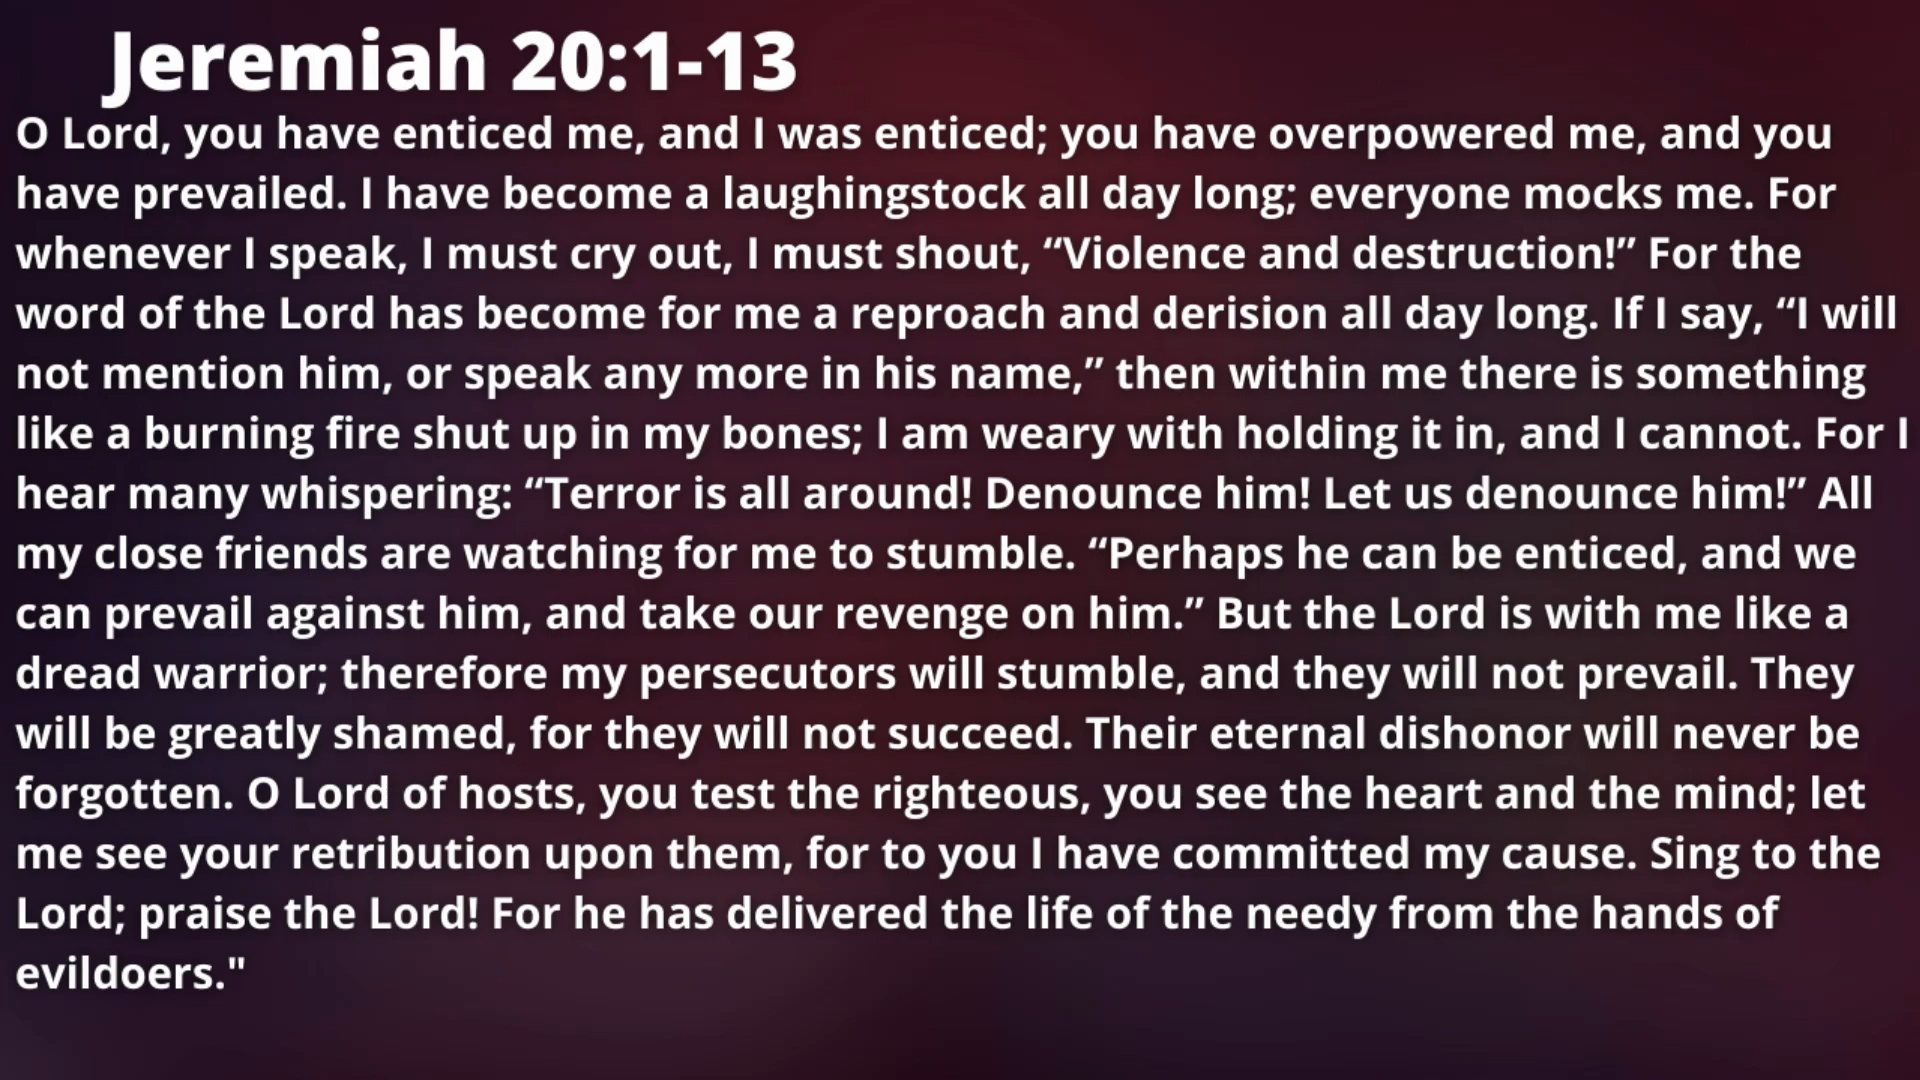 Jeremiah 20:1-13
O Lord, you have enticed me, and I was enticed; you have overpowered me, and you
have prevailed. I have become a laughingstock all day long; everyone mocks me. For
whenever I speak, I must cry out, I must shout, “Violence and destruction!” For the
word of the Lord has become for me a reproach and derision all day long. If I say, “I will
not mention him, or speak any more in his name,” then within me there is something
like a burning fire shut up in my bones; I am weary with holding it in, and I cannot. For I
hear many whispering: “Terror is all around! Denounce him! Let us denounce him!” All
my close friends are watching for me to stumble. “Perhaps he can be enticed, and we
can prevail against him, and take our revenge on him.” But the Lord is with me like a
dread warrior; therefore my persecutors will stumble, and they will not prevail. They
will be greatly shamed, for they will not succeed. Their eternal dishonor will never be
forgotten. O Lord of hosts, you test the righteous, you see the heart and the mind; let
me see your retribution upon them, for to you I have committed my cause. Sing to the
Lord; praise the Lord! For he has delivered the life of the needy from the hands of
evildoers."